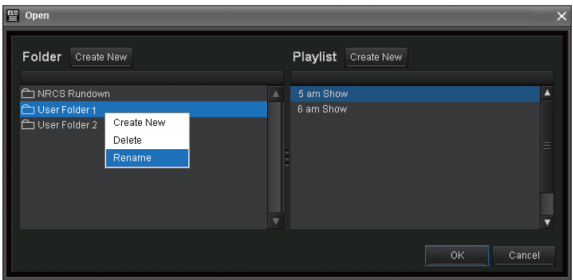 Open
Folder Create New
Playlist Create New
NRCS Rundown
User Folder 1
User Folder 2
Create New
Delete
Rename
5 am Show
6 am Show
OK Cancel